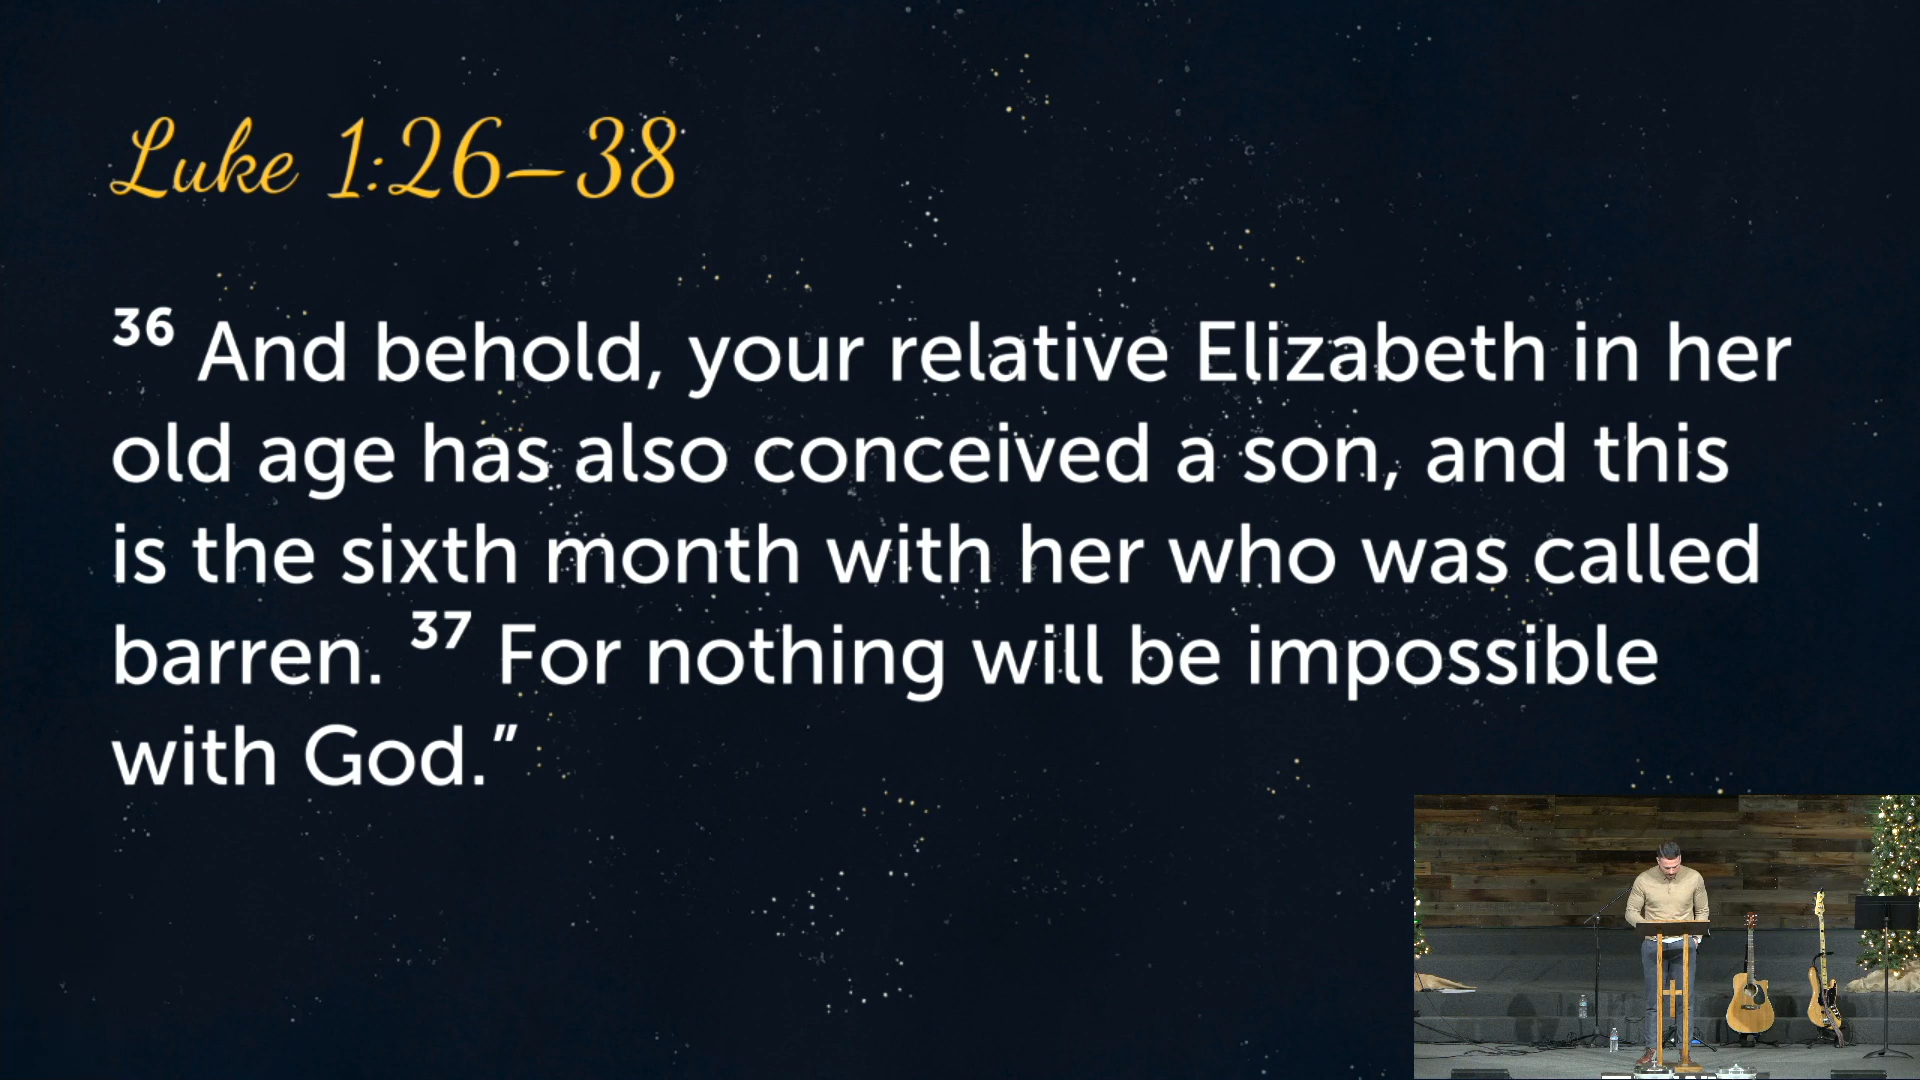 Luke 1:26–38
36 And behold, your relative Elizabeth in her
old age has also conceived a son, and this
is the sixth month with her who was called
barren. 37 For nothing will be impossible
with God.”